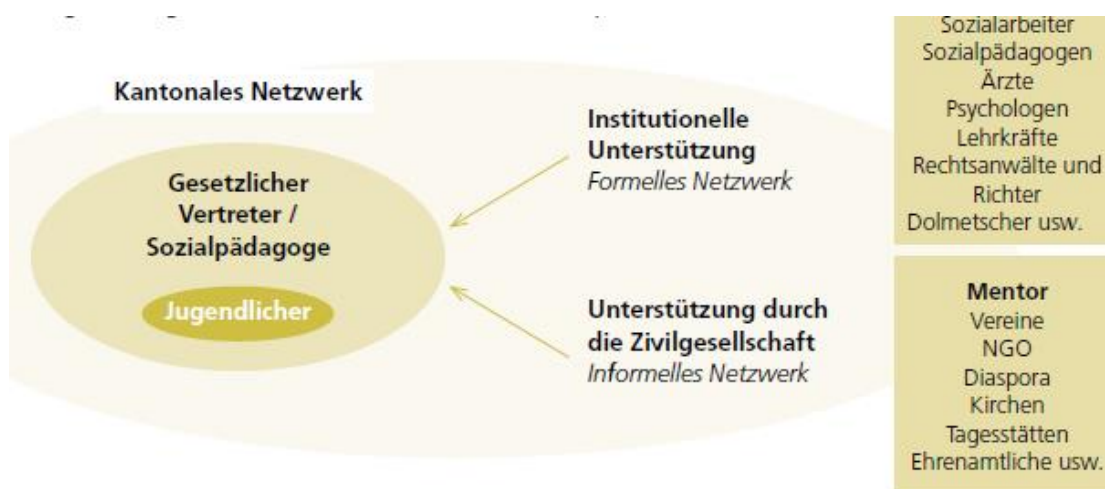 Kantonales Netzwerk
Gesetzlicher
Vertreter /
Sozialpädagoge
Jugendlicher
Institutionelle
Unterstützung
Formelles Netzwerk
Unterstützung durch
die Zivilgesellschaft
Informelles Netzwerk
Sozialarbeiter
Sozialpädagogen
Ärzte
Psychologen
Lehrkräfte
Rechtsanwälte und
Richter
Dolmetscher usw.
Mentor
Vereine
NGO
Diaspora
Kirchen
Tagesstätten
Ehrenamtliche usw.